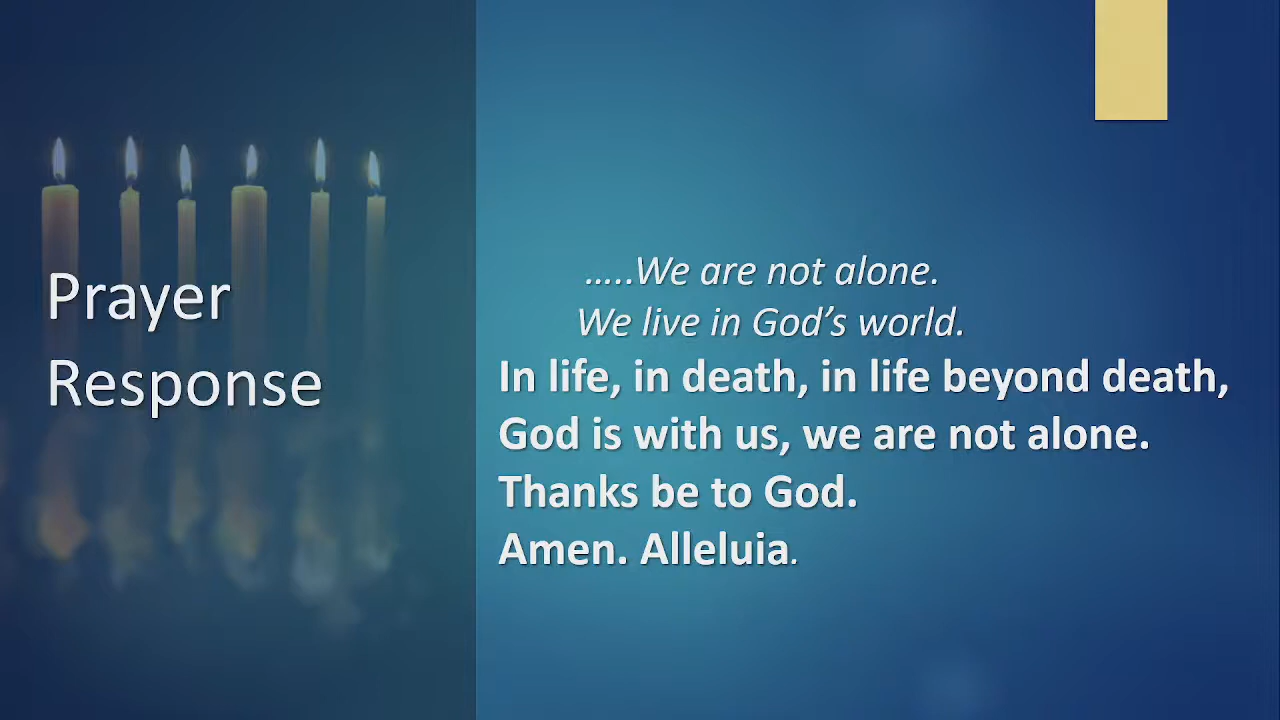 Prayer
Response
.....We are not alone.
We live in God’s world.
In life, in death, in life beyond death,
God is with us, we are not alone.
Thanks be to God.
Amen. Alleluia.